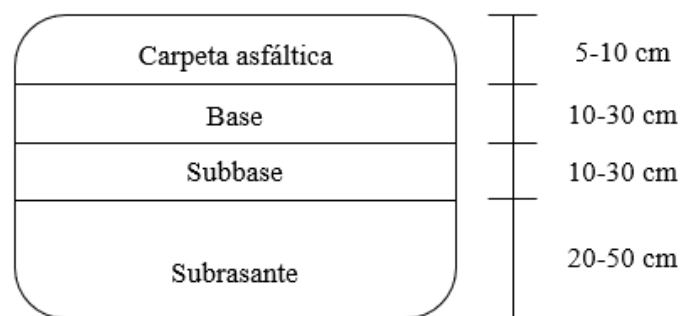 Carpeta asfáltica 5-10 cm
Base 10-30 cm
Subbase 10-30 cm
Subrasante 20-50 cm